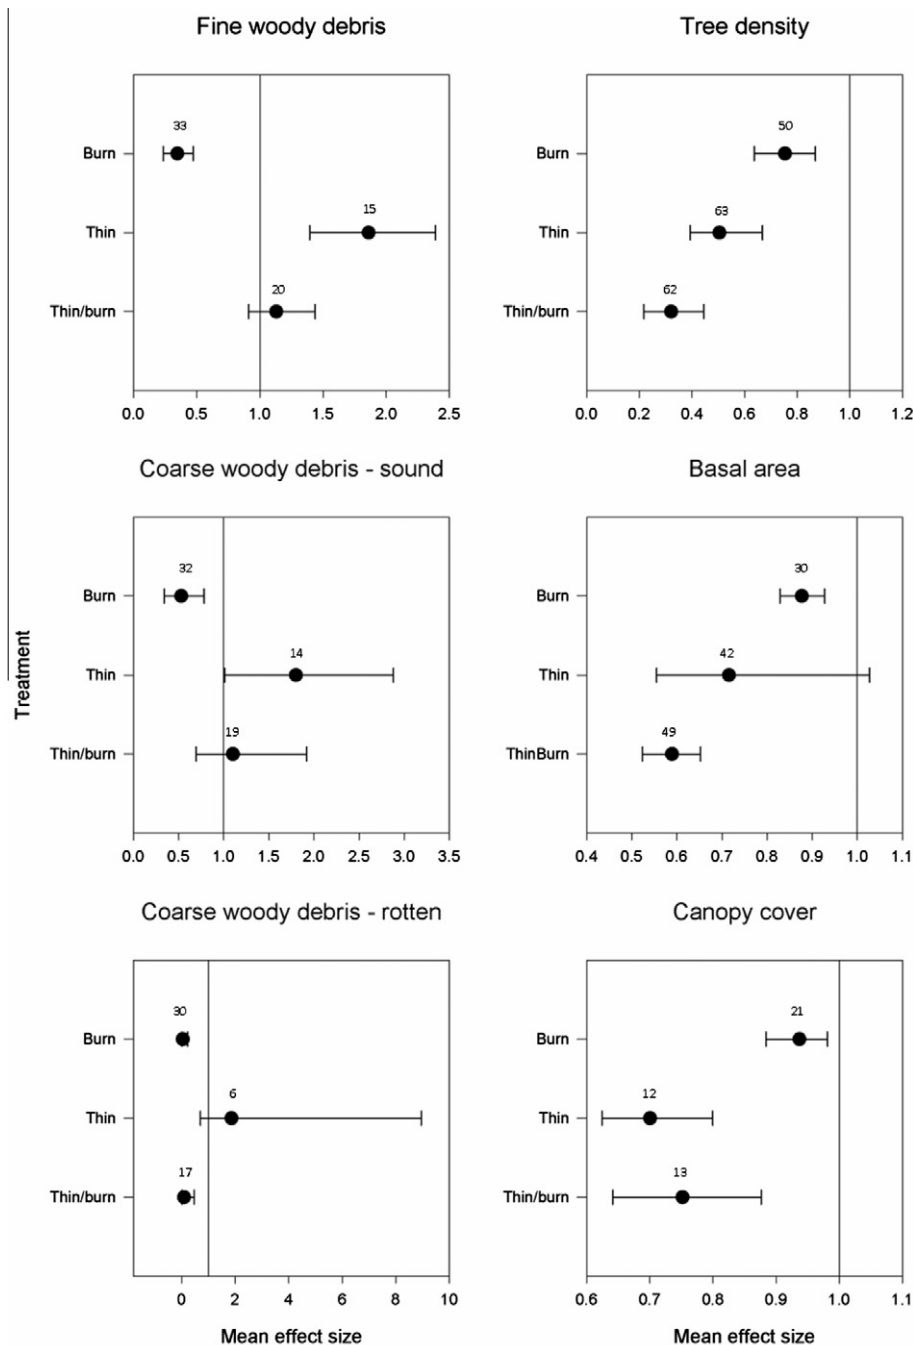 Fine woody debris
33
Burn
15
Thin
20
Thin/burn
0.0 0.5 1.0 1.5 2.0 2.5
Tree density
50
Burn
63
Thin
62
Thin/burn
0.0 0.2 0.4 0.6 0.8 1.0 1.2
Coarse woody debris - sound
32
Burn
14
Thin
19
Thin/burn
0.0 0.5 1.0 1.5 2.0 2.5 3.0 3.5
Basal area
30
Burn
42
Thin
49
ThinBurn
0.4 0.5 0.6 0.7 0.8 0.9 1.0 1.1
Treatment
Coarse woody debris - rotten
30
Burn
6
Thin
17
Thin/burn
0 2 4 6 8 10
Mean effect size
Canopy cover
21
Burn
12
Thin
13
Thin/burn
0.6 0.7 0.8 0.9 1.0 1.1
Mean effect size